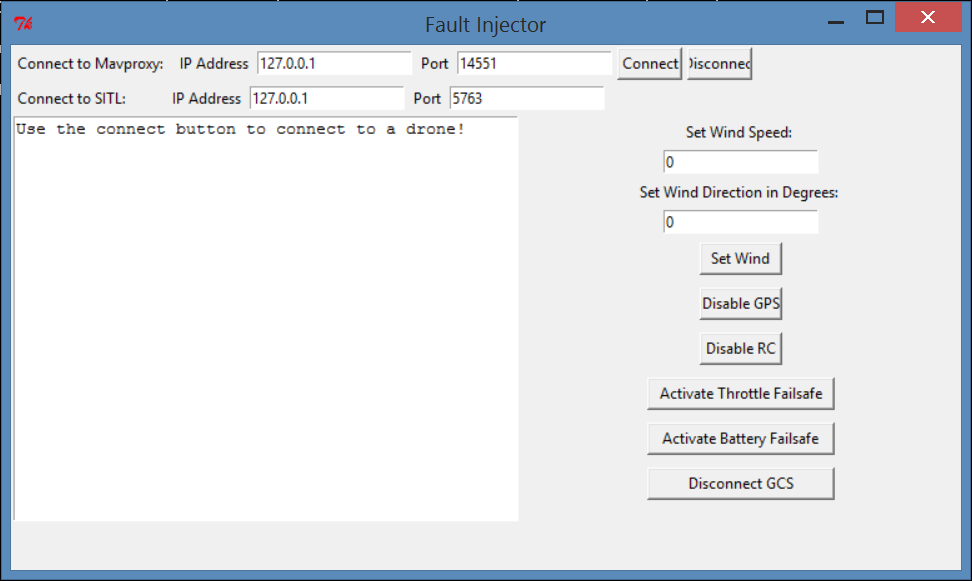 Fault Injector
Connect to Mavproxy: IP Address 127.0.0.1 Port 14551 Connect Disconnec
Connect to SITL: IP Address 127.0.0.1 Port 5763
Use the connect button to connect to a drone!
Set Wind Speed:
0
Set Wind Direction in Degrees:
0
Set Wind
Disable GPS
Disable RC
Activate Throttle Failsafe
Activate Battery Failsafe
Disconnect GCS